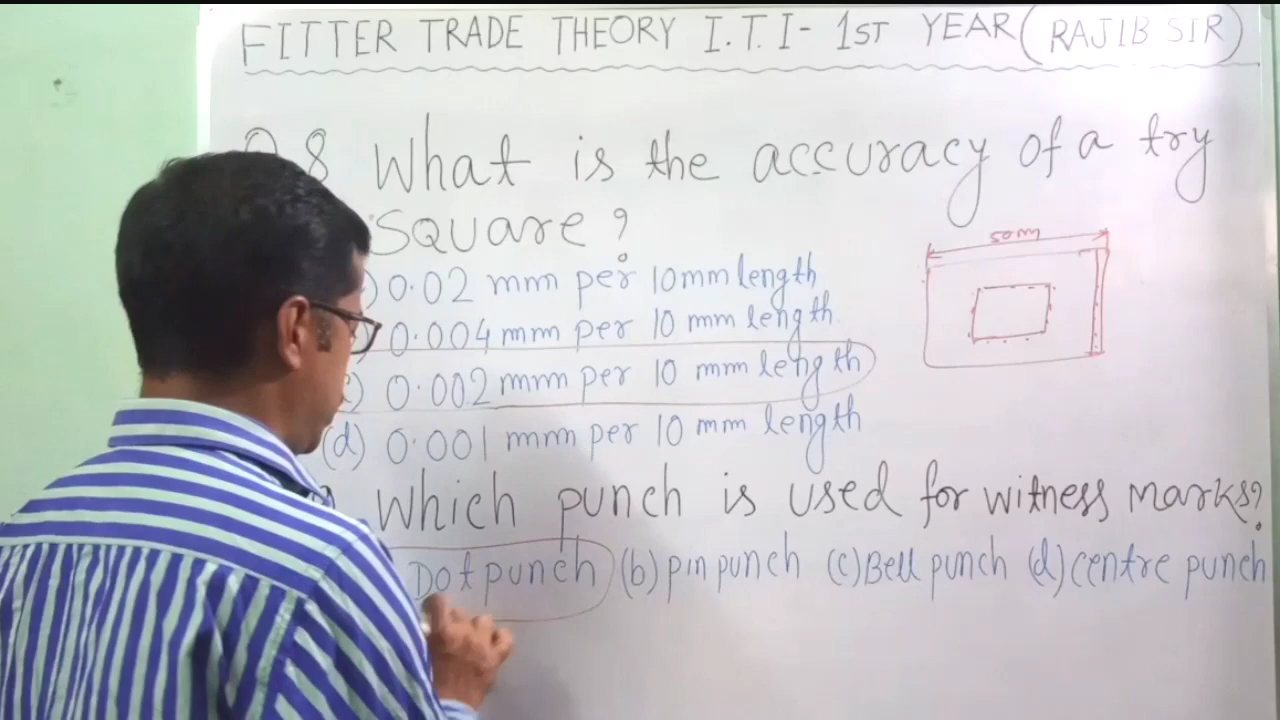 FITTER TRADE THEORY I.T.I- 1ST YEAR (RAJIB SIR)
Q.8 What is the accuracy of a try
SQUARE?
50m
) 0.02 mm per 10mm length
) 0.004 mm per 10 mm length.
c) 0.002 mm per 10 mm length
(d) 0.001 mm per 10 mm length
9 Which punch is used for witness marks?
Dot punch (b) pin punch (c) Bell punch (d) centre punch